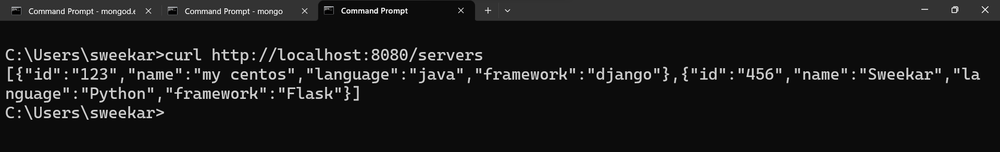 Command Prompt - mongod.e
Command Prompt - mongo
Command Prompt
C:\Users\sweekar>curl http://localhost:8080/servers
[{"id":"123","name":"my centos","language":"java","framework":"django"},{"id":"456","name":"Sweekar","la
nguage":"Python","framework":"Flask"}]
C:\Users\sweekar>